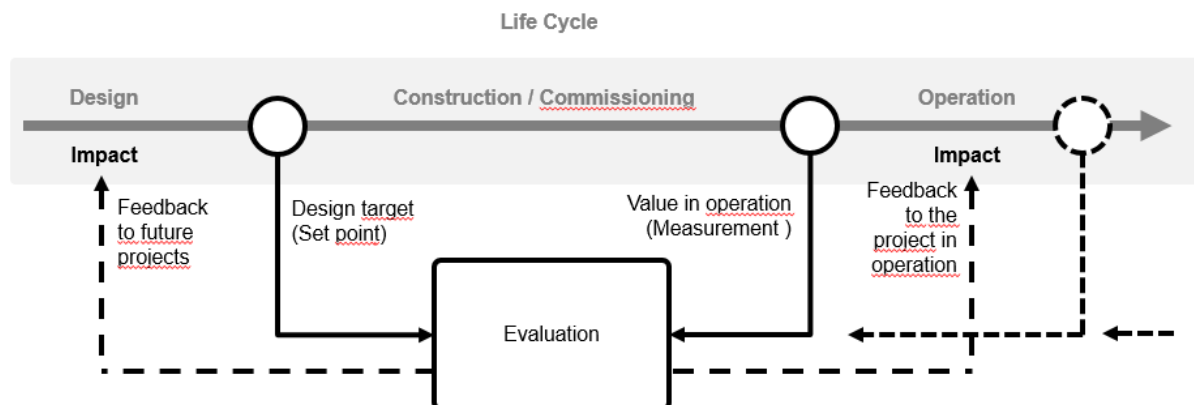 Life Cycle
Design
Construction / Commissioning
Operation
Impact
Impact
Feedback
to future
projects
Design target
(Set point)
Value in operation
(Measurement )
Feedback
to the
project in
operation
Evaluation